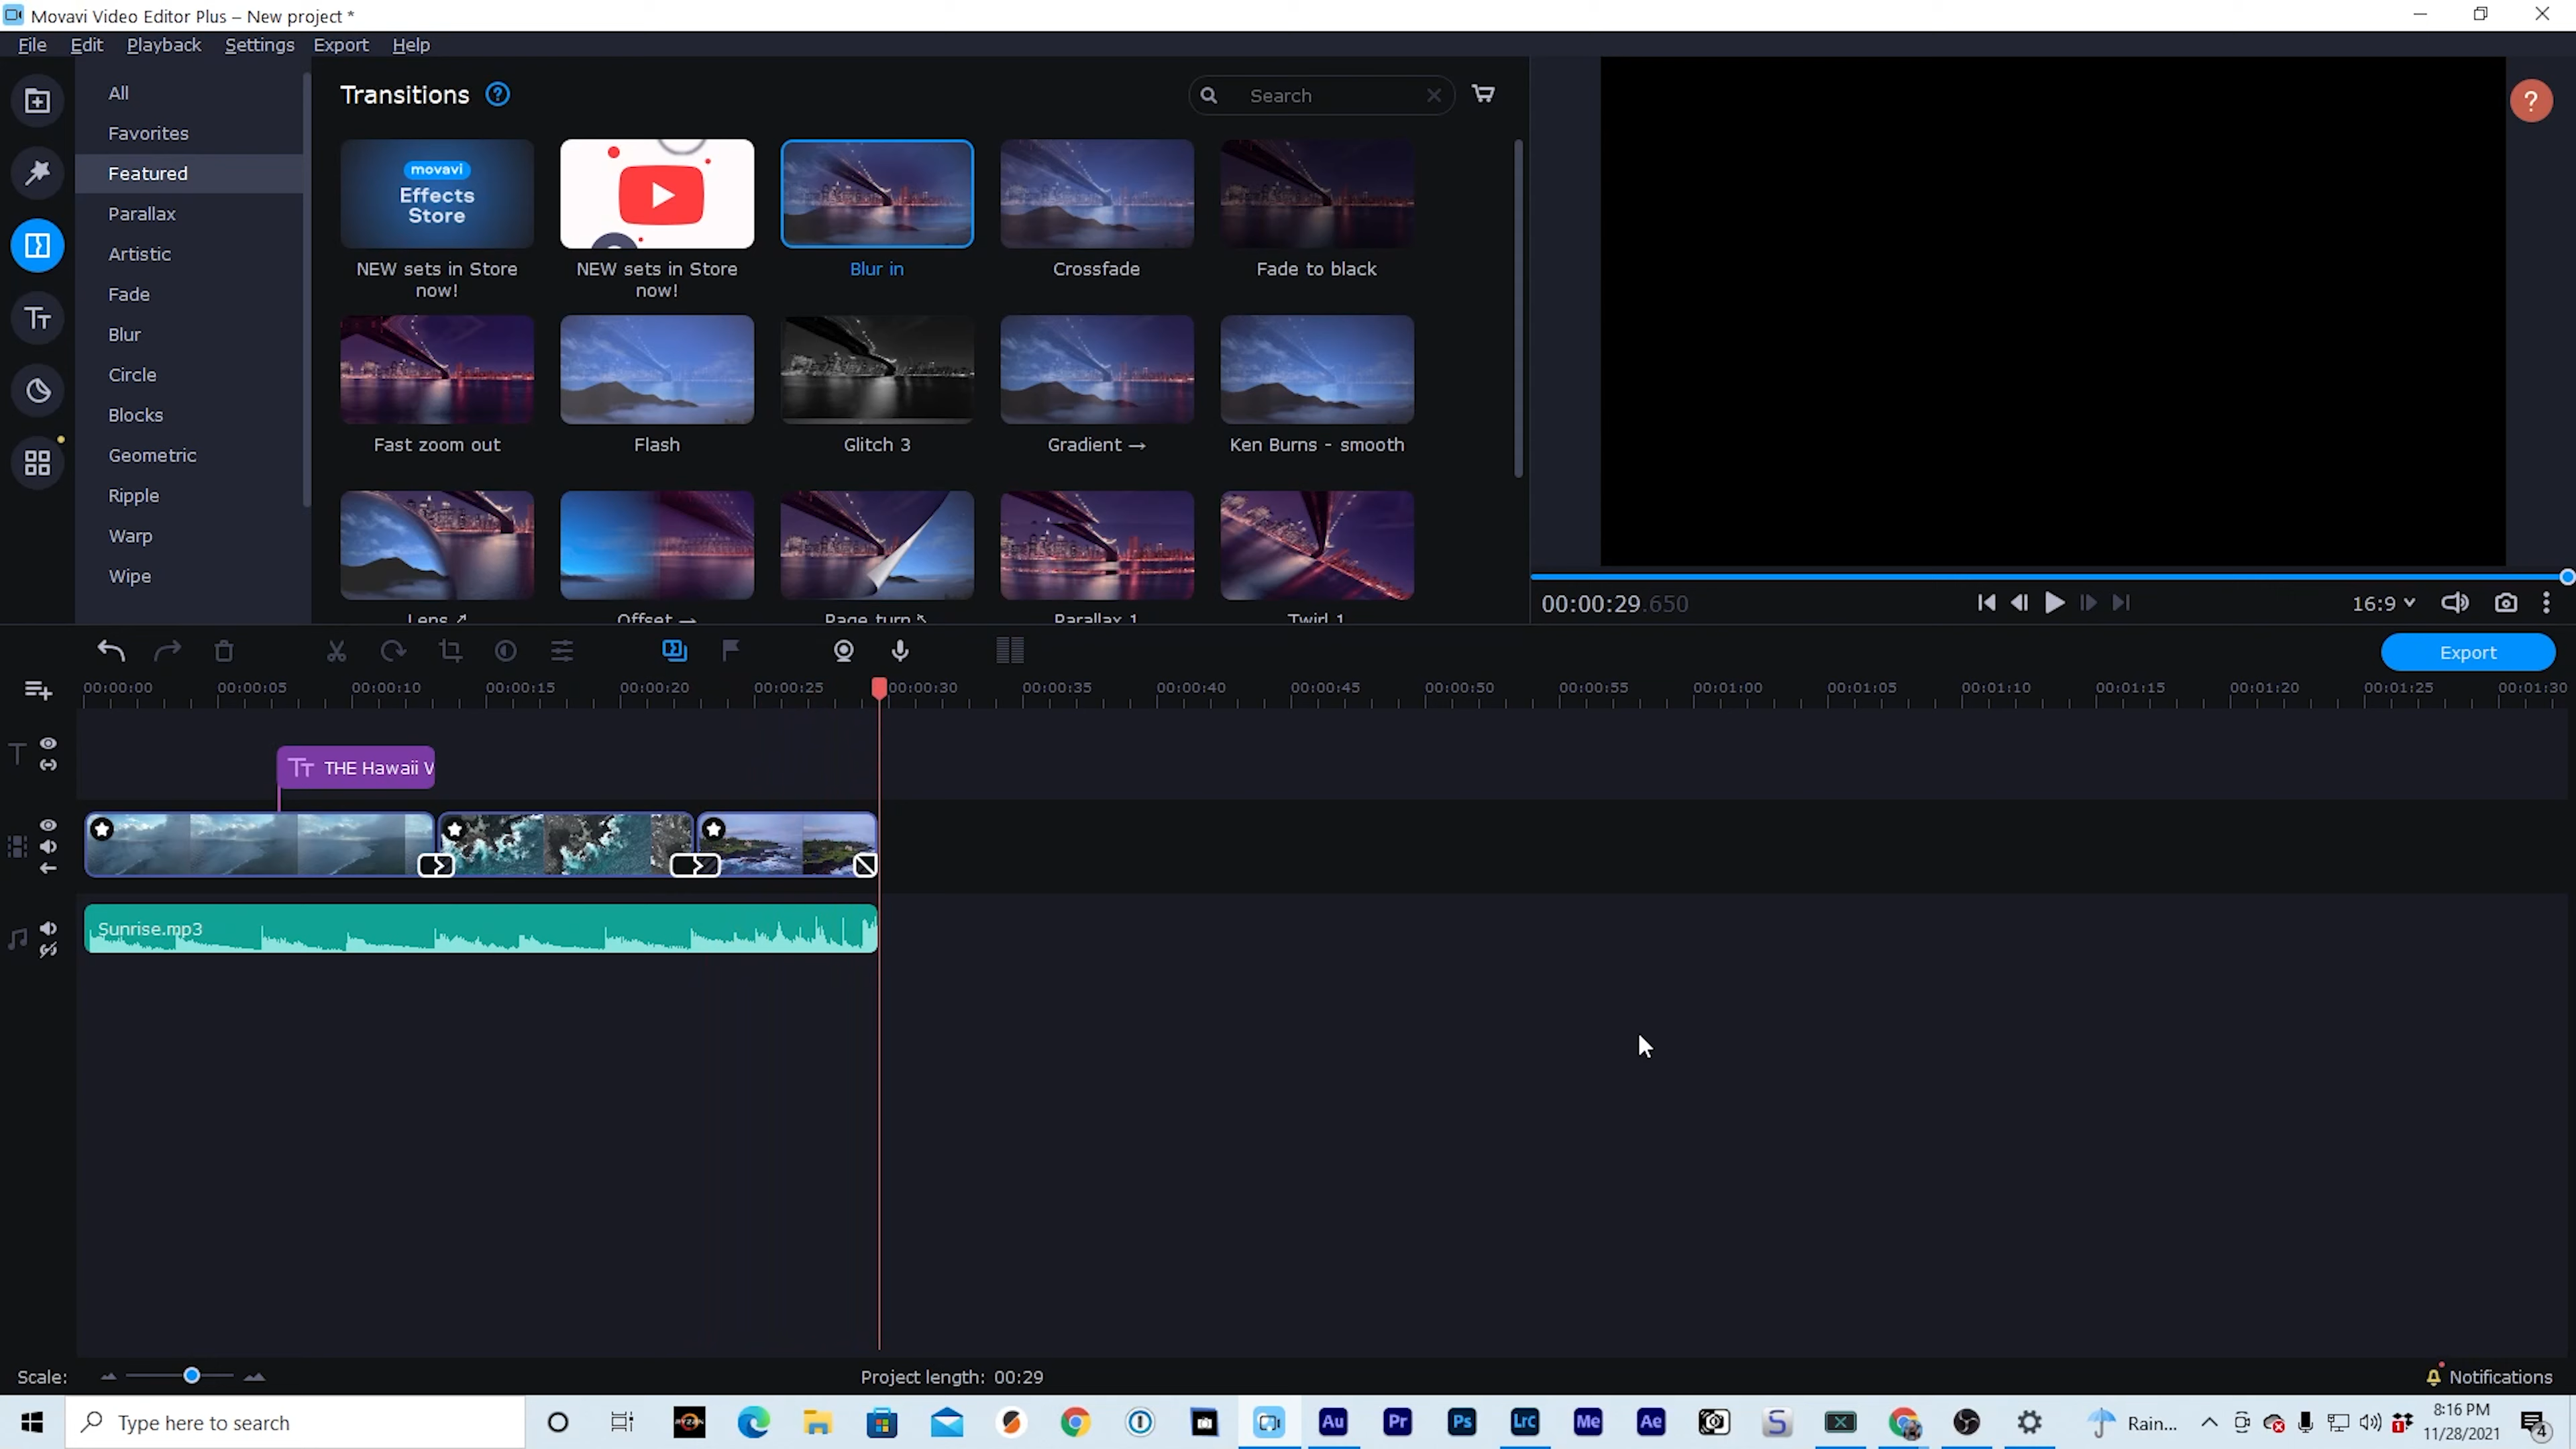 Movavi Video Editor Plus – New project *
File Edit Playback Settings Export Help
All
Favorites
Featured
Parallax
Artistic
Fade
Blur
Circle
Blocks
Geometric
Ripple
Warp
Wipe
Transitions ?
Search
movavi
Effects
Store
NEW sets in Store
now!
NEW sets in Store
now!
Blur in
Crossfade
Fade to black
Fast zoom out
Flash
Glitch 3
Gradient →
Ken Burns - smooth
Lens ↗
Offset →
Page turn ↖
Parallax 1
Twirl 1
?
00:00:29.650
16:9
Export
00:00:00 00:00:05 00:00:10 00:00:15 00:00:20 00:00:25 00:00:30 00:00:35 00:00:40 00:00:45 00:00:50 00:00:55 00:01:00 00:01:05 00:01:10 00:01:15 00:01:20 00:01:25 00:01:30
THE Hawaii V
Sunrise.mp3
Scale:
Project length: 00:29
Notifications
Type here to search
RYZEN
Au
Pr
Ps
LrC
Me
Ae
S
X
Rain...
1
8:16 PM
11/28/2021
4